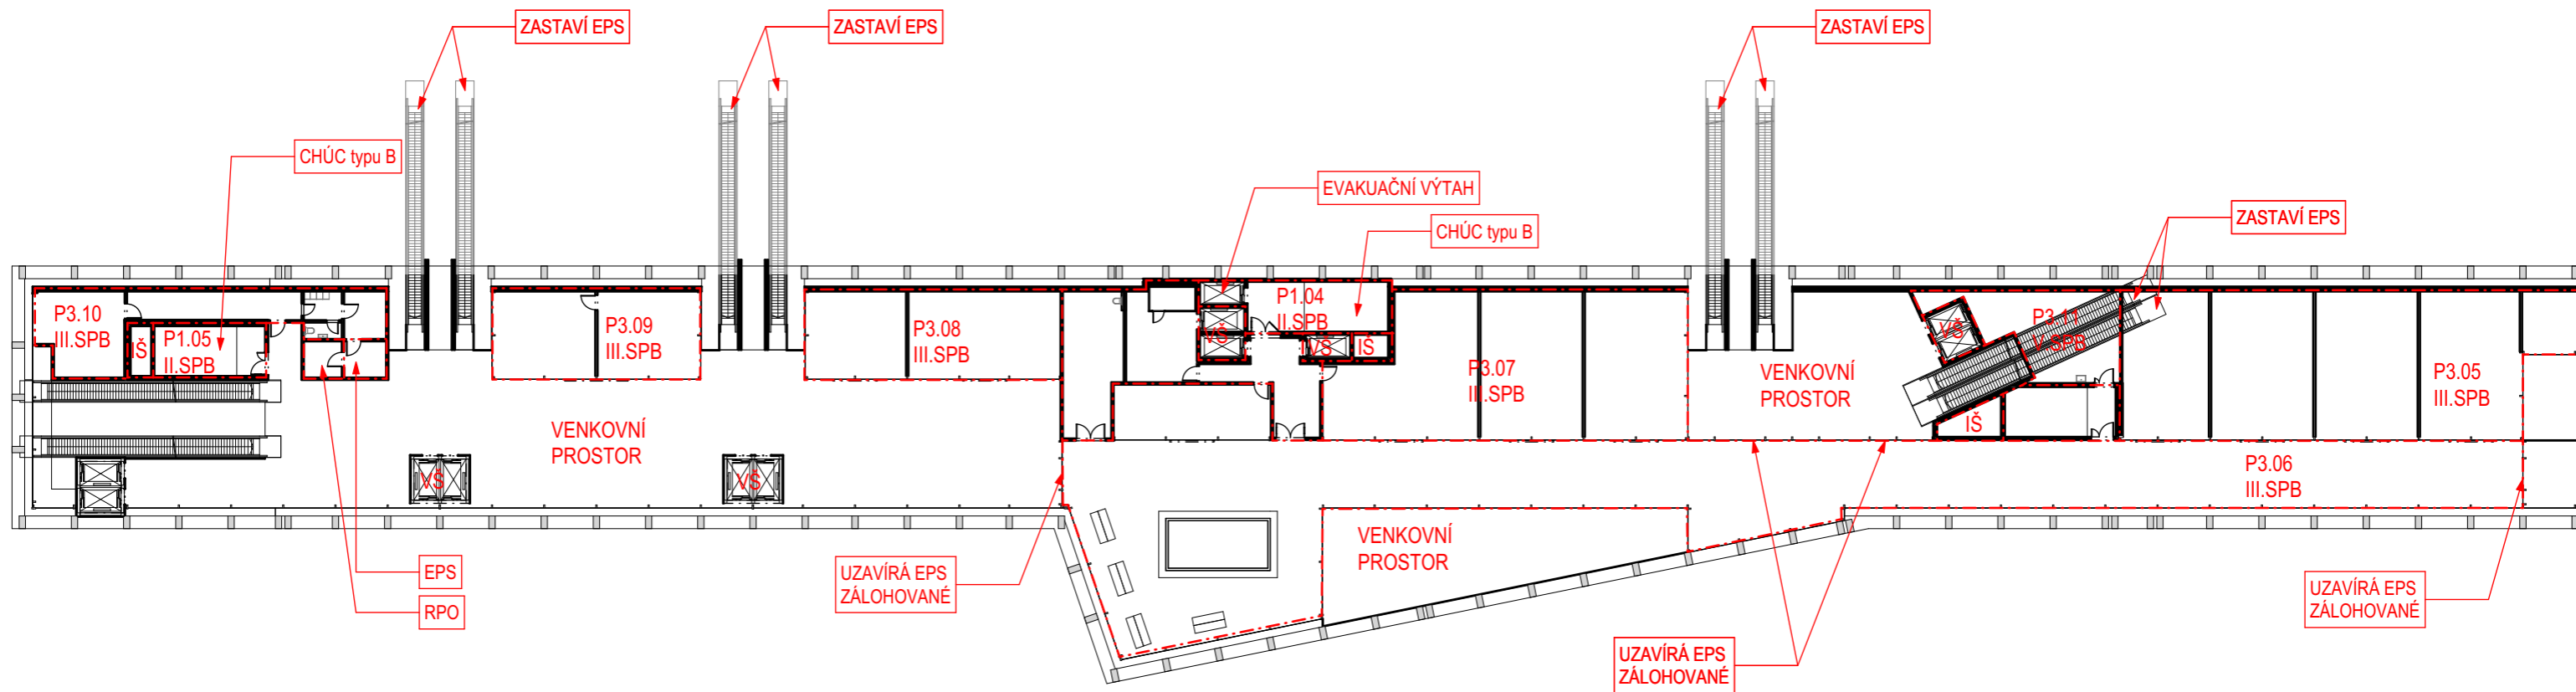 ZASTAVÍ EPS
ZASTAVÍ EPS
ZASTAVÍ EPS
CHÚC typu B
EVAKUAČNÍ VÝTAH
CHÚC typu B
ZASTAVÍ EPS
P3.10
III.SPB
IŠ
P1.05
II.SPB
P3.09
III.SPB
P3.08
III.SPB
VŠ
P1.04
II.SPB
VŠ
IŠ
P3.07
III.SPB
VENKOVNÍ
PROSTOR
VŠ
P3.11
V.SPB
IŠ
P3.05
III.SPB
VENKOVNÍ
PROSTOR
VŠ
VŠ
P3.06
III.SPB
VENKOVNÍ
PROSTOR
EPS
RPO
UZAVÍRÁ EPS
ZÁLOHOVANÉ
UZAVÍRÁ EPS
ZÁLOHOVANÉ
UZAVÍRÁ EPS
ZÁLOHOVANÉ